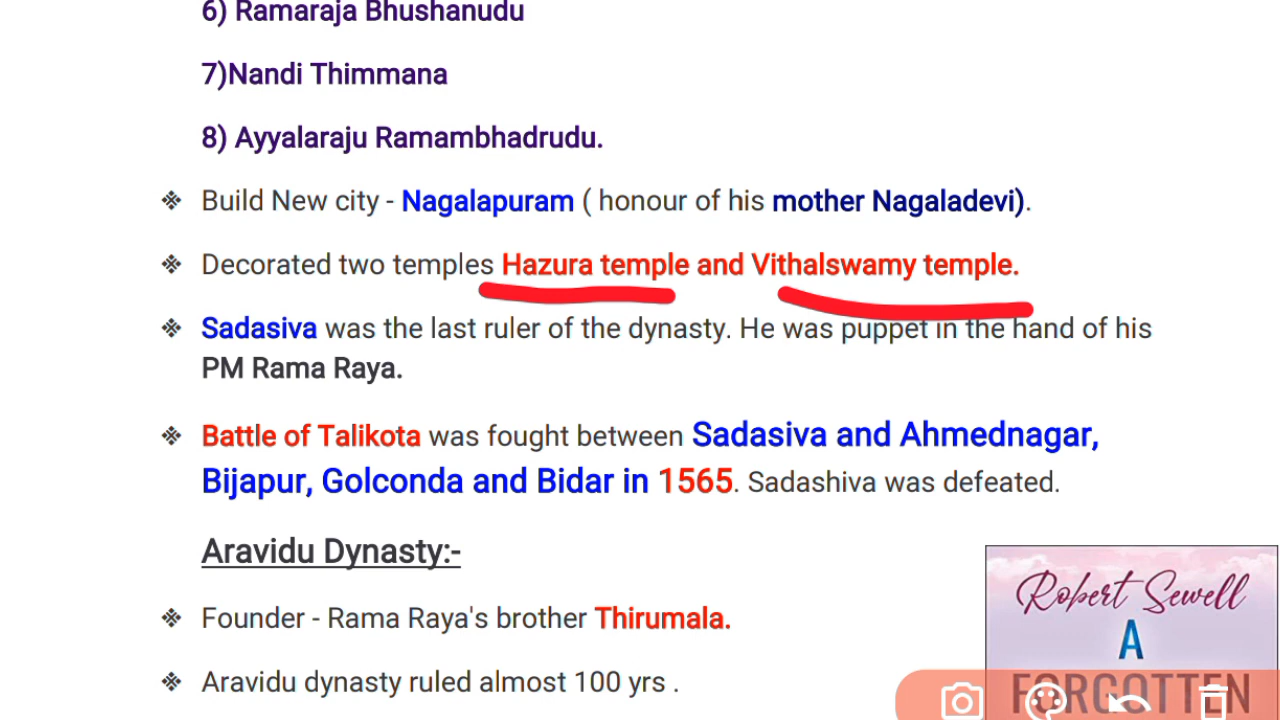 6) Ramaraja Bhushanudu
7)Nandi Thimmana
8) Ayyalaraju Ramambhadrudu.
❖ Build New city - Nagalapuram ( honour of his mother Nagaladevi).
❖ Decorated two temples Hazura temple and Vithalswamy temple.
❖ Sadasiva was the last ruler of the dynasty. He was puppet in the hand of his
PM Rama Raya.
❖ Battle of Talikota was fought between Sadasiva and Ahmednagar,
Bijapur, Golconda and Bidar in 1565. Sadashiva was defeated.
Aravidu Dynasty:-
❖ Founder - Rama Raya's brother Thirumala.
❖ Aravidu dynasty ruled almost 100 yrs .
Robert Sewell
A
FORGOTTEN